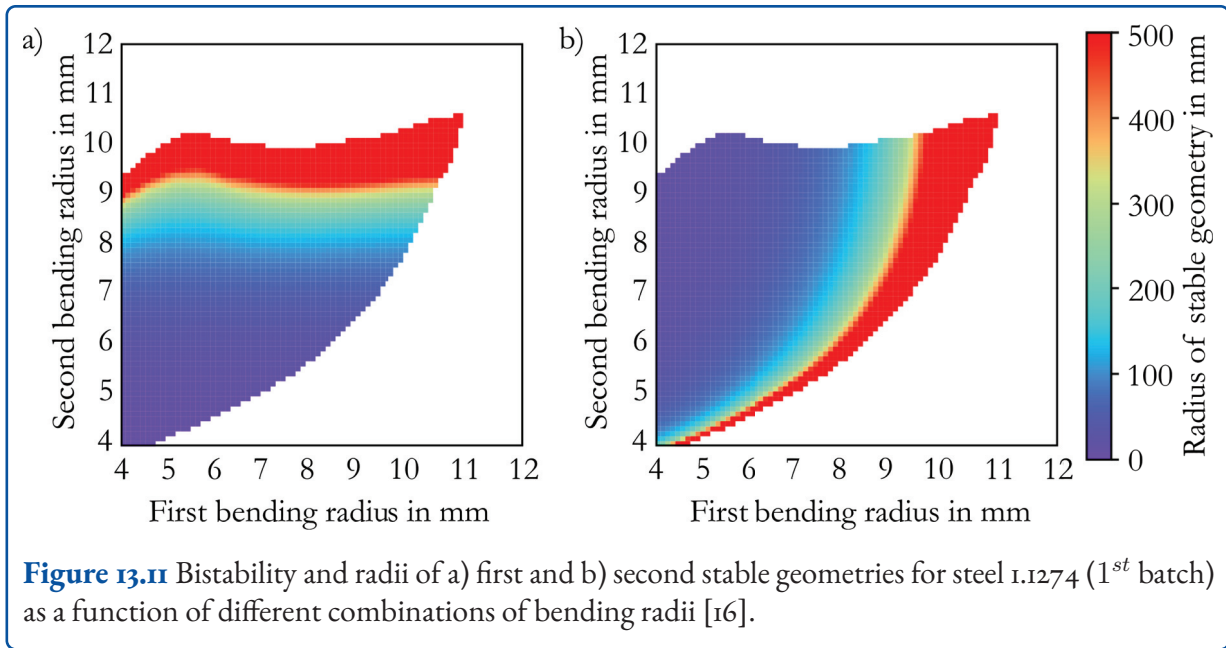 a)
12
11
10
9
8
7
6
5
4
Second bending radius in mm
4 5 6 7 8 9 10 11 12
First bending radius in mm
b)
12
11
10
9
8
7
6
5
4
Second bending radius in mm
4 5 6 7 8 9 10 11 12
First bending radius in mm
500
400
300
200
100
0
Radius of stable geometry in mm
Figure 13.11 Bistability and radii of a) first and b) second stable geometries for steel 1.1274 (1st batch)
as a function of different combinations of bending radii [16].